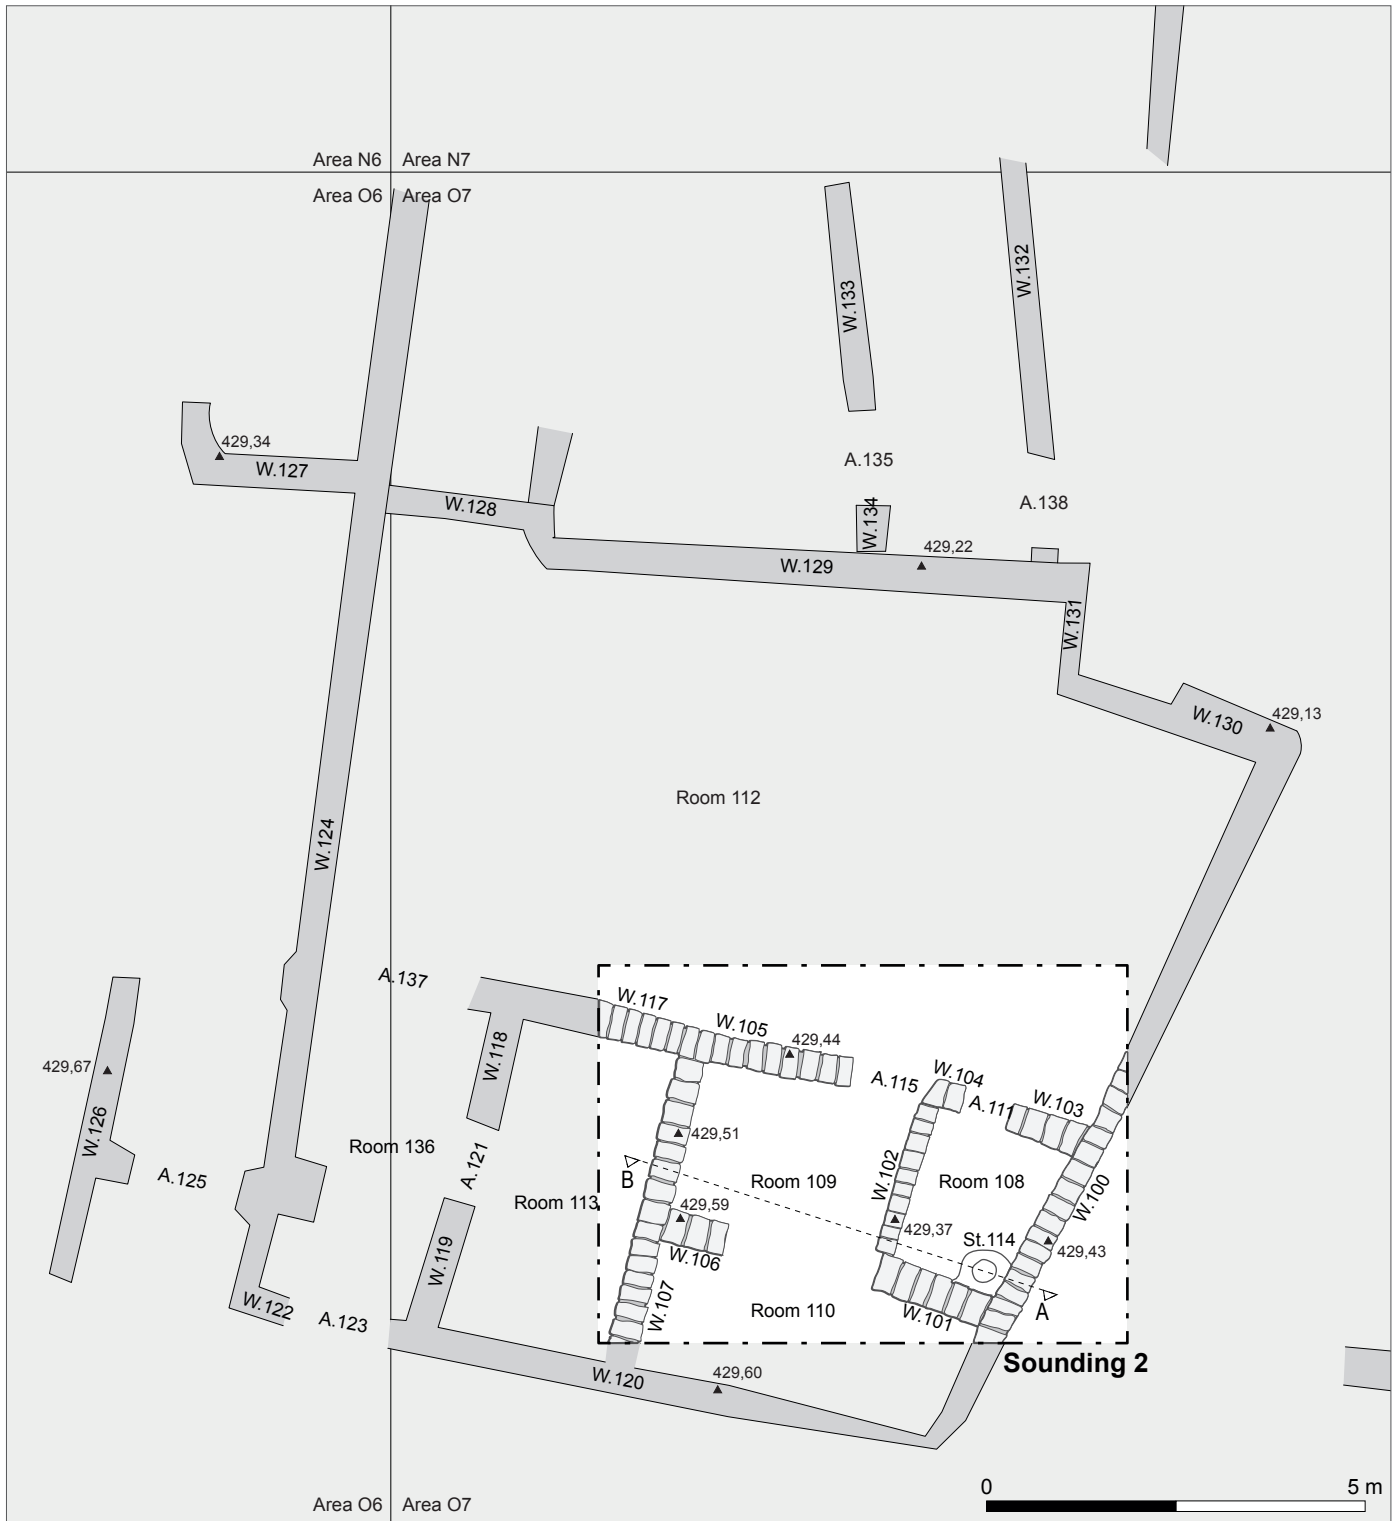 Area N6
Area N7
Area O6
Area O7
W.132
W.133
429,34
A.135
W.127
A.138
W.128
W.134
429,22
W.129
W.131
W.130
429,13
Room 112
W.124
A.137
W.117
W.105
429,44
W.118
429,67
A.115
W.104
A.111
W.103
W.126
429,51
Room 136
A.121
B
A.125
Room 109
W.102
Room 108
W.100
Room 113
429,59
429,37
St.114
429,43
W.119
W.106
W.107
Room 110
W.101
A
W.122
A.123
Sounding 2
W.120
429,60
0
5 m
Area O6
Area O7